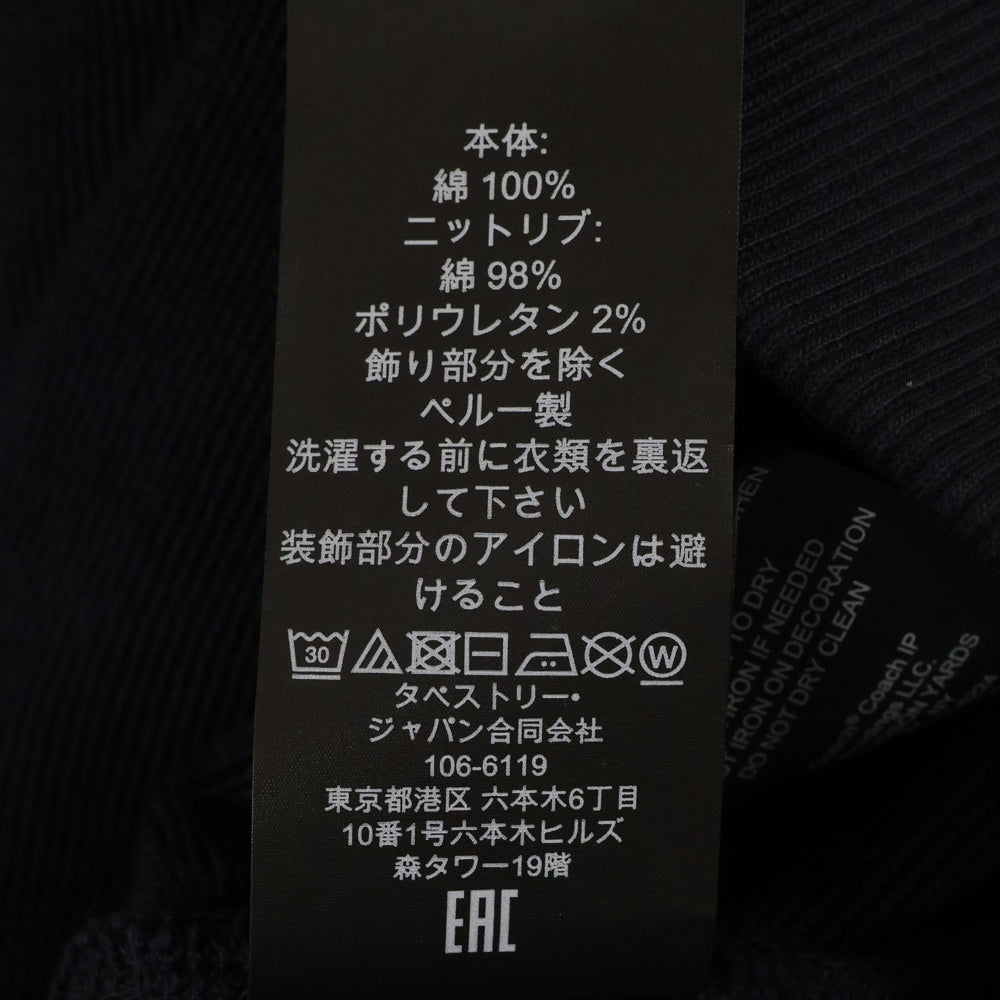 本体:
綿 100%
ニットリブ:
綿 98%
ポリウレタン 2%
飾り部分を除く
ペルー製
洗濯する前に衣類を裏返
して下さい
装飾部分のアイロンは避
けること
30
W
タペストリー・
ジャパン合同会社
106-6119
東京都港区 六本木6丁目
10番1号六本木ヒルズ
森タワー19階
EAC
TO DRY
IRON IF NEEDED
IRON ON DECORATION
DO NOT DRY CLEAN
Coach IP
LLC.
YARDS